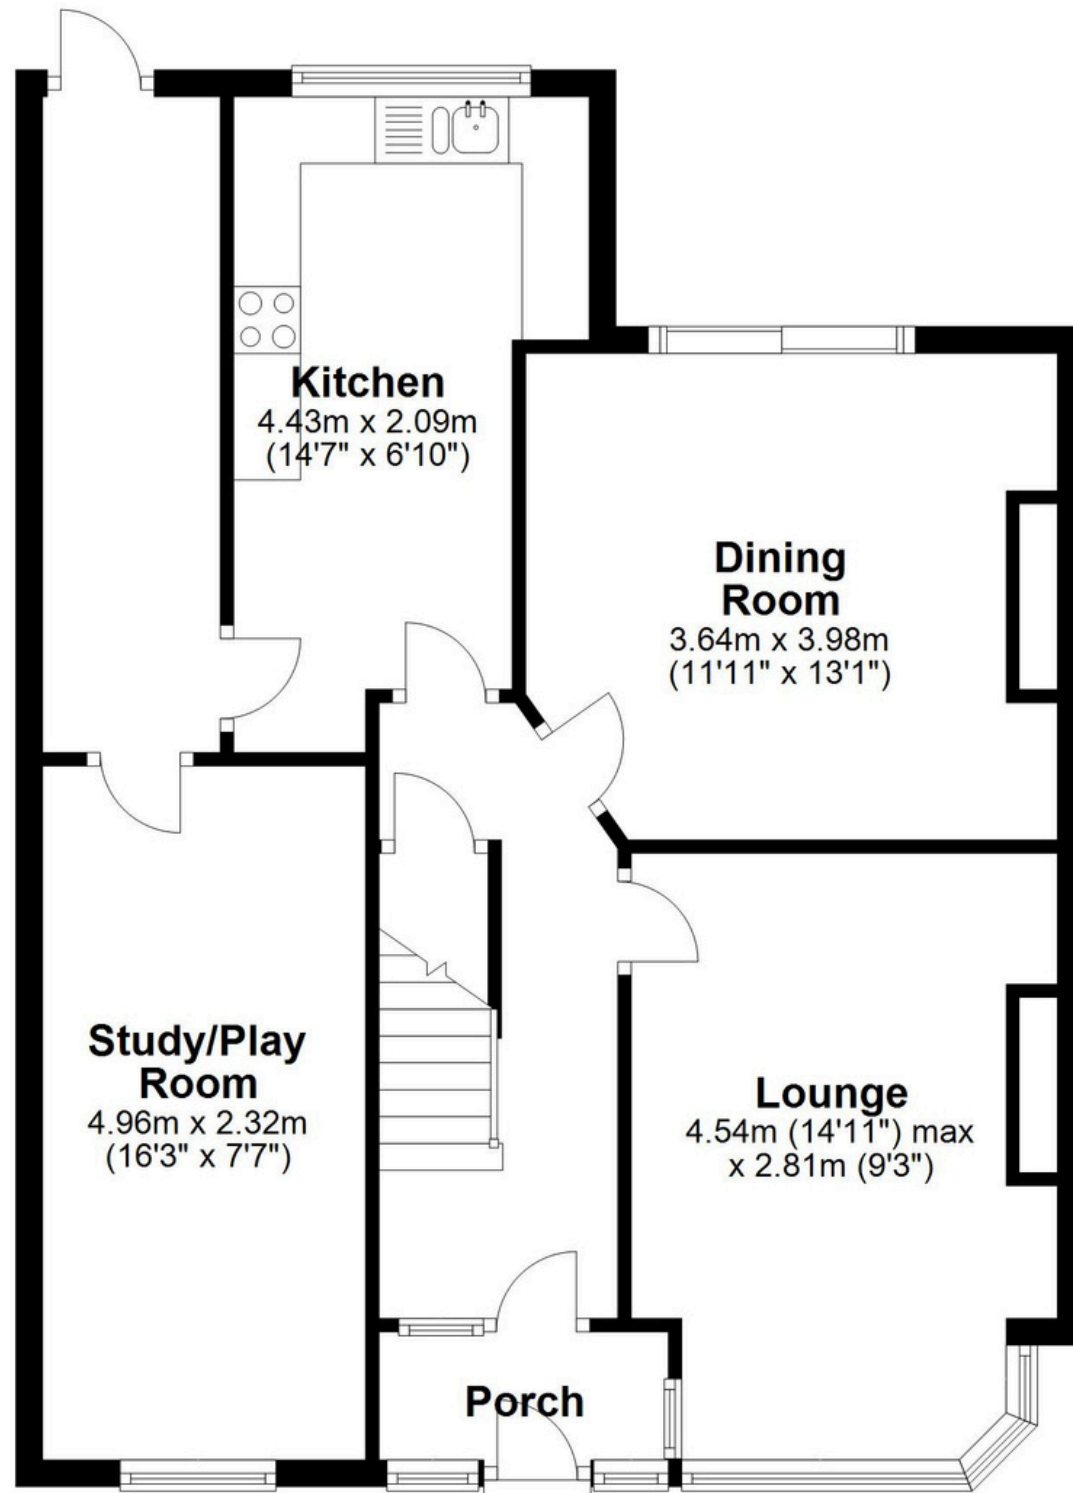 Kitchen
4.43m x 2.09m
(14'7" x 6'10")
Dining
Room
3.64m x 3.98m
(11'11" x 13'1")
Study/Play
Room
4.96m x 2.32m
(16'3" x 7'7")
Lounge
4.54m (14'11") max
x 2.81m (9'3")
Porch